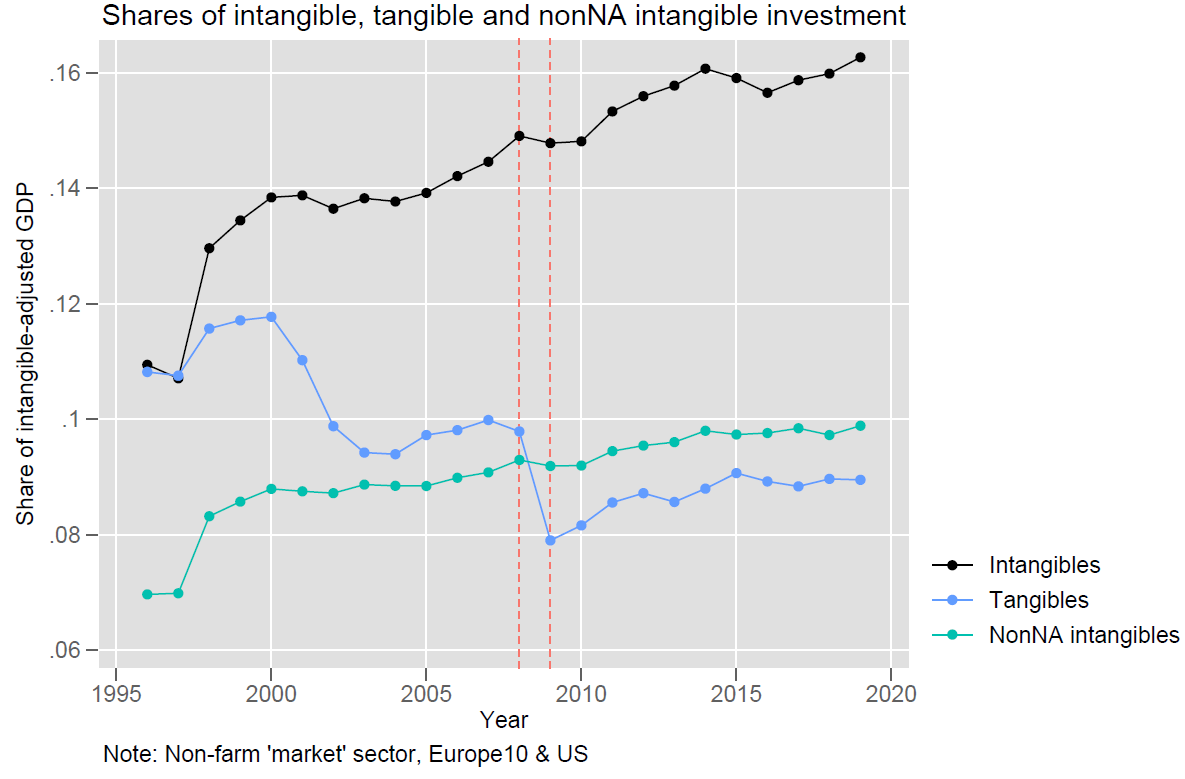 Shares of intangible, tangible and nonNA intangible investment
Share of intangible-adjusted GDP
.16
.14
.12
.1
.08
.06
1995 2000 2005 2010 2015 2020
Year
Intangibles
Tangibles
NonNA intangibles
Note: Non-farm 'market' sector, Europe10 & US